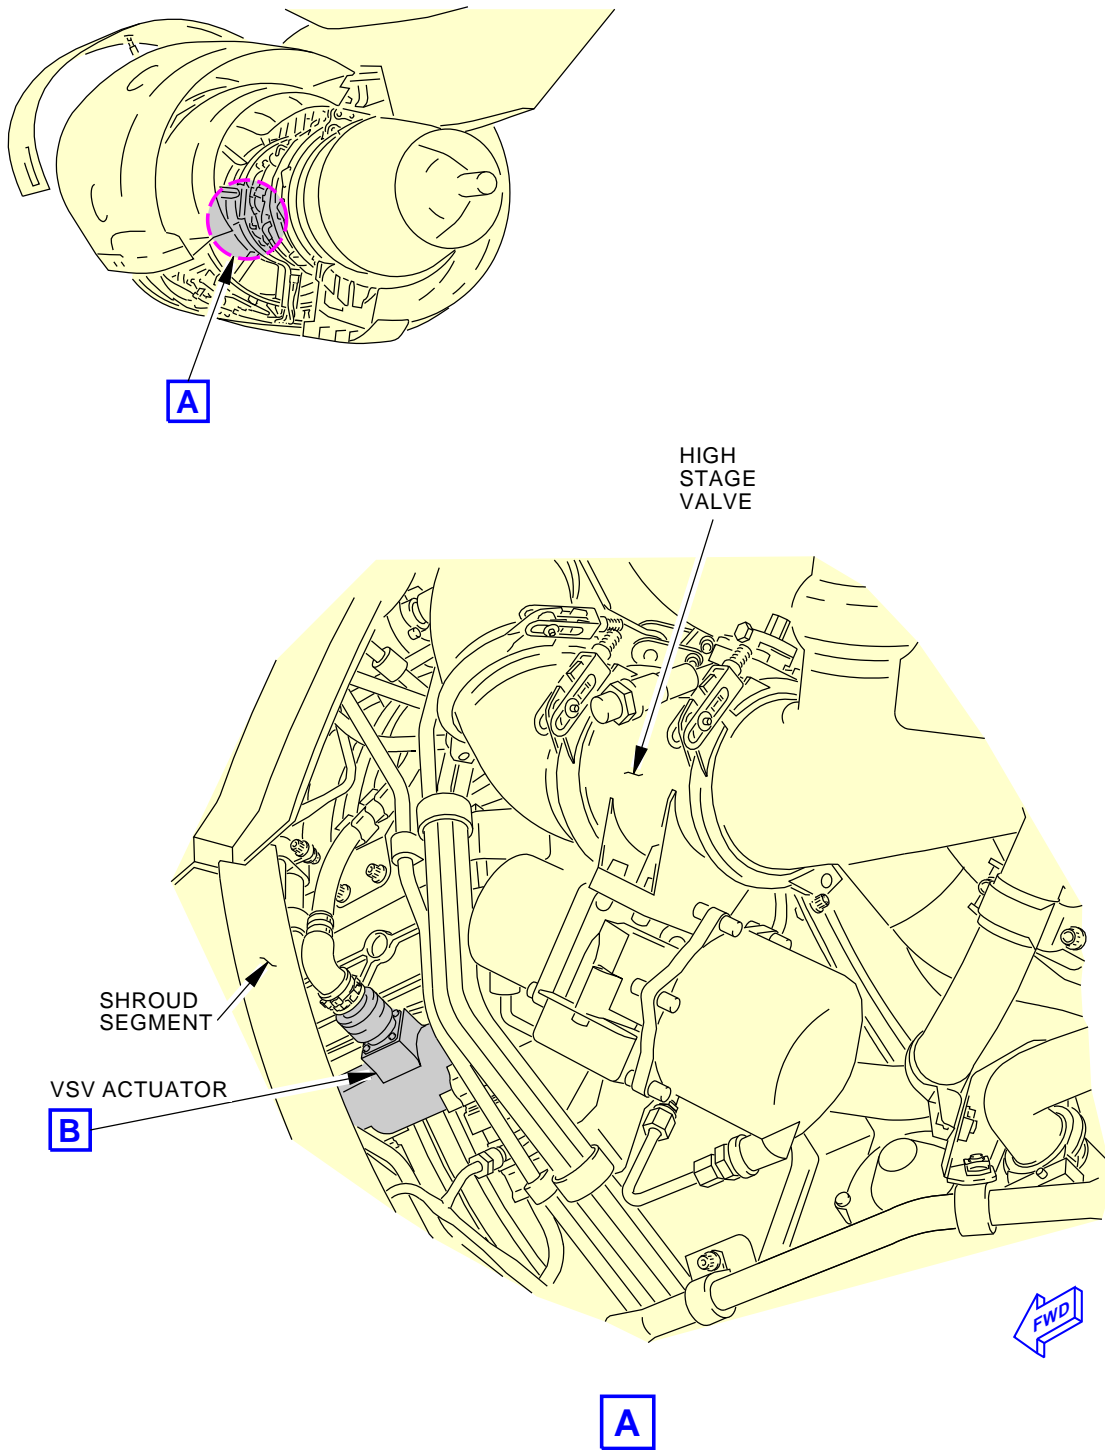 A
HIGH
STAGE
VALVE
SHROUD
SEGMENT
VSV ACTUATOR
B
FWD
A